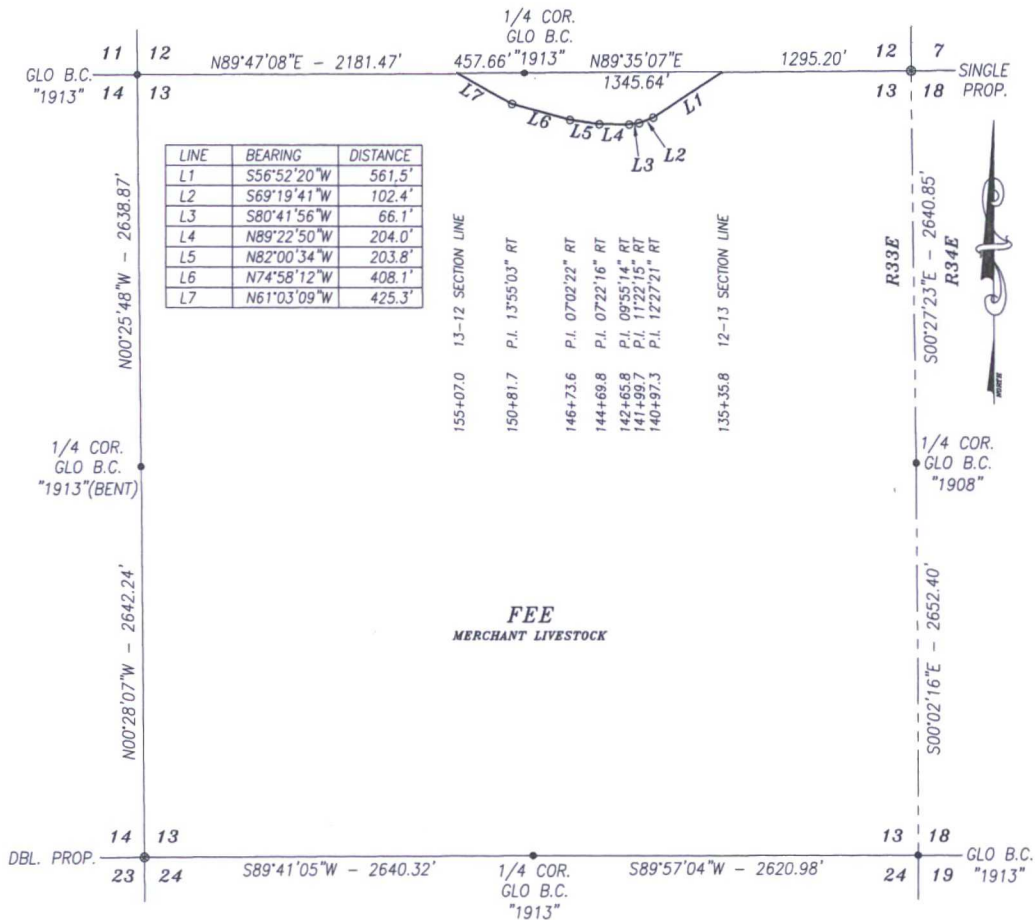 1/4 COR.
GLO B.C.
"1913"
11 12
N89°47'08"E - 2181.47'
457.66'
N89°35'07"E
1345.64'
1295.20'
12 7
GLO B.C.
"1913"
14 13
13 18
SINGLE
PROP.
L7
L6
L5
L4
L3
L2
L1
LINE BEARING DISTANCE
L1 S56°52'20"W 561.5'
L2 S69°19'41"W 102.4'
L3 S80°41'56"W 66.1'
L4 N89°22'50"W 204.0'
L5 N82°00'34"W 203.8'
L6 N74°58'12"W 408.1'
L7 N61°03'09"W 425.3'
N00°25'48"W - 2638.87'
155+07.0 13-12 SECTION LINE
150+81.7 P.I. 13°55'03" RT
146+73.6 P.I. 07°02'22" RT
144+69.8 P.I. 07°22'16" RT
142+65.8 P.I. 09°55'14" RT
141+99.7 P.I. 11°22'15" RT
140+97.3 P.I. 12°27'21" RT
135+35.8 12-13 SECTION LINE
R33E
R34E
S00°27'23"E - 2640.85'
NORTH
1/4 COR.
GLO B.C.
"1913"(BENT)
1/4 COR.
GLO B.C.
"1908"
N00°28'07"W - 2642.24'
FEE
MERCHANT LIVESTOCK
S00°02'16"E - 2652.40'
14 13
DBL. PROP.
23 24
S89°41'05"W - 2640.32'
1/4 COR.
GLO B.C.
"1913"
S89°57'04"W - 2620.98'
13 18
24 19
GLO B.C.
"1913"